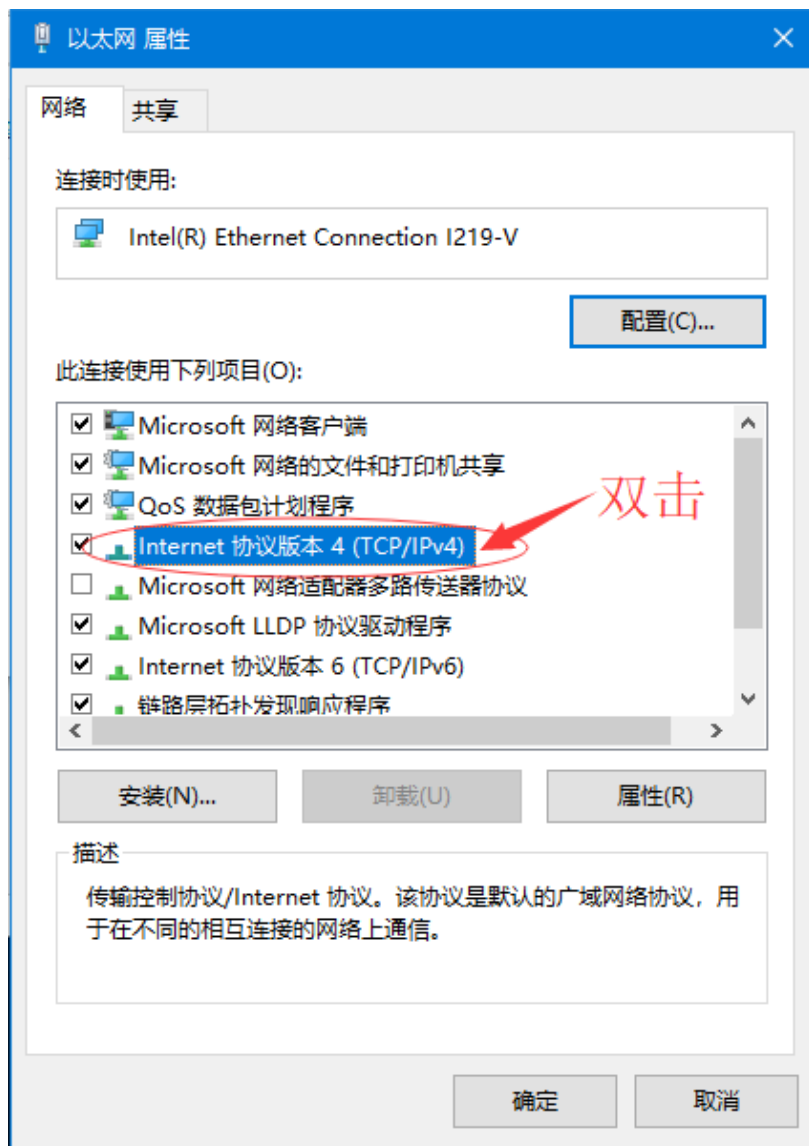 以太网 属性
网络
共享
连接时使用:
Intel(R) Ethernet Connection I219-V
配置(C)...
此连接使用下列项目(O):
Microsoft 网络客户端
Microsoft 网络的文件和打印机共享
QoS 数据包计划程序
双击
Internet 协议版本 4 (TCP/IPv4)
Microsoft 网络适配器多路传送器协议
Microsoft LLDP 协议驱动程序
Internet 协议版本 6 (TCP/IPv6)
链路层拓扑发现响应程序
安装(N)...
卸载(U)
属性(R)
描述
传输控制协议/Internet 协议。该协议是默认的广域网络协议，用
于在不同的相互连接的网络上通信。
确定
取消